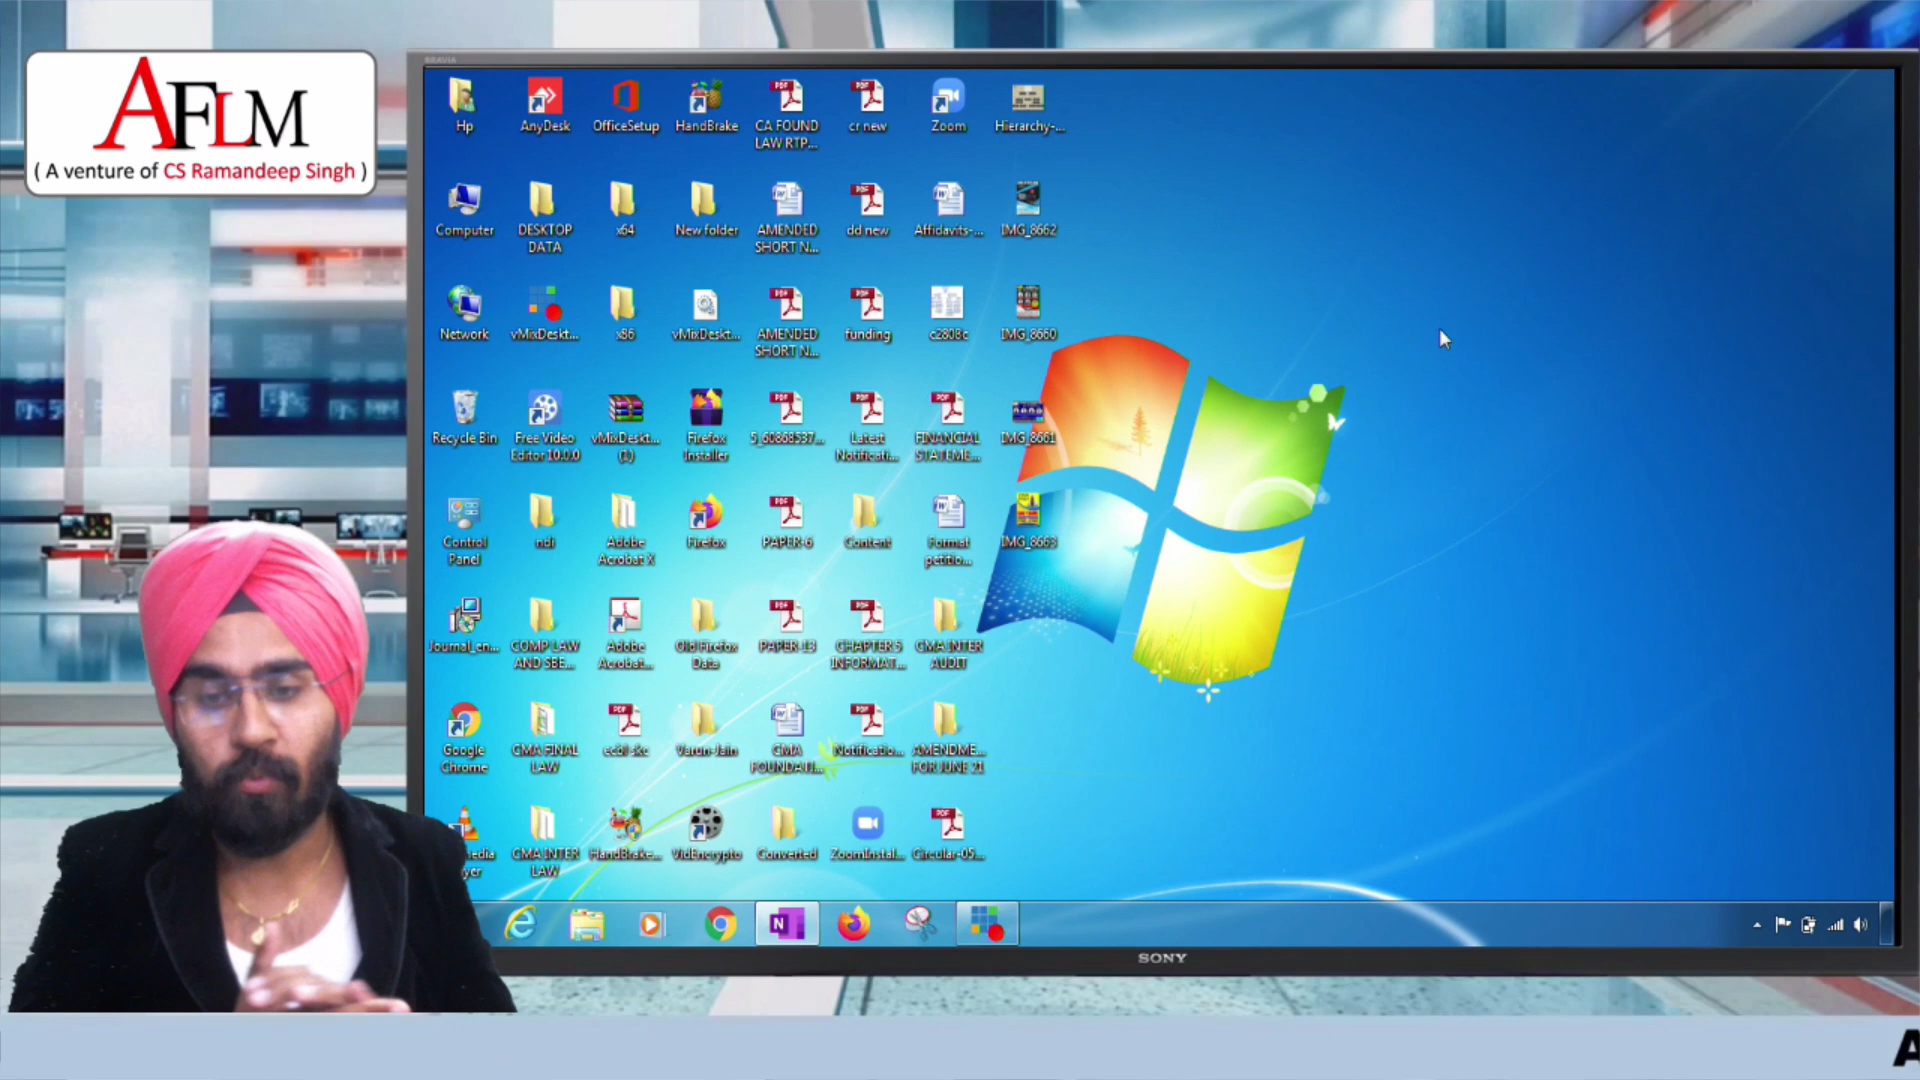 AFLM
( A venture of CS Ramandeep Singh )
BRAVIA
Hp
AnyDesk
OfficeSetup
HandBrake
CA FOUND
LAW RTP...
cr new
Zoom
Hierarchy-...
Computer
DESKTOP
DATA
x64
New folder
AMENDED
SHORT N...
dd new
Affidavits-...
IMG_8662
Network
vMixDeskt...
x86
vMixDeskt...
AMENDED
SHORT N...
funding
c2808c
IMG_8660
Recycle Bin
Free Video
Editor 10.0.0
vMixDeskt...
(1)
Firefox
Installer
5_60868537...
Latest
Notificati...
FINANCIAL
STATEME...
IMG_8661
Control
Panel
ndi
Adobe
Acrobat X
Firefox
PAPER-6
Content
Format
petitio...
IMG_8663
Journal_en...
COMP LAW
AND SBE...
Adobe
Acrobat...
Old Firefox
Data
PAPER-13
CHAPTER 5
INFORMAT...
CMA INTER
AUDIT
Google
Chrome
CMA FINAL
LAW
ecbl skc
Varun-Jain
CMA
FOUNDATI...
Notificatio...
AMENDME...
FOR JUNE 21
media
yer
CMA INTER
LAW
HandBrake...
VidEncrypto
Converted
ZoomInstal...
Circular-05...
SONY
A